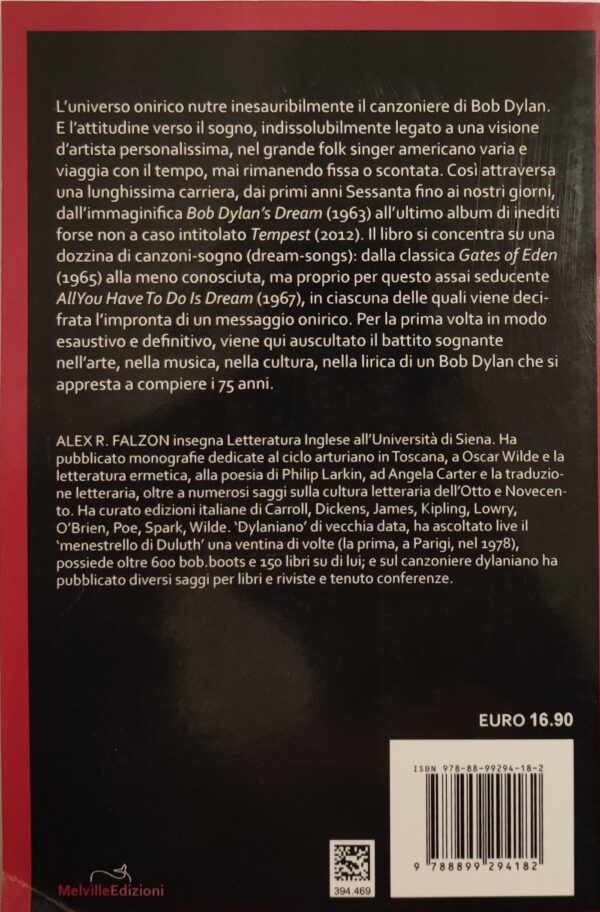 L'universo onirico nutre inesauribilmente il canzoniere di Bob Dylan.
E l'attitudine verso il sogno, indissolubilmente legato a una visione
d'artista personalissima, nel grande folk singer americano varia e
viaggia con il tempo, mai rimanendo fissa o scontata. Così attraversa
una lunghissima carriera, dai primi anni Sessanta fino ai nostri giorni,
dall'immaginifica Bob Dylan's Dream (1963) all'ultimo album di inediti
forse non a caso intitolato Tempest (2012). Il libro si concentra su una
dozzina di canzoni-sogno (dream-songs): dalla classica Gates of Eden
(1965) alla meno conosciuta, ma proprio per questo assai seducente
AllYou Have To Do Is Dream (1967), in ciascuna delle quali viene deci-
frata l'impronta di un messaggio onirico. Per la prima volta in modo
esaustivo e definitivo, viene qui auscultato il battito sognante
nell'arte, nella musica, nella cultura, nella lirica di un Bob Dylan che si
appresta a compiere i 75 anni.
ALEX R. FALZON insegna Letteratura Inglese all'Università di Siena. Ha
pubblicato monografie dedicate al ciclo arturiano in Toscana, a Oscar Wilde e la
letteratura ermetica, alla poesia di Philip Larkin, ad Angela Carter e la traduzio-
ne letteraria, oltre a numerosi saggi sulla cultura letteraria dell'Otto e Novecen-
to. Ha curato edizioni italiane di Carroll, Dickens, James, Kipling, Lowry,
O'Brien, Poe, Spark, Wilde. 'Dylaniano' di vecchia data, ha ascoltato live il
'menestrello di Duluth' una ventina di volte (la prima, a Parigi, nel 1978),
possiede oltre 600 bob.boots e 150 libri su di lui; e sul canzoniere dylaniano ha
pubblicato diversi saggi per libri e riviste e tenuto conferenze.
EURO 16.90
ISBN 978-88-99294-18-2
9 788899 294182
394.469
MelvilleEdizioni